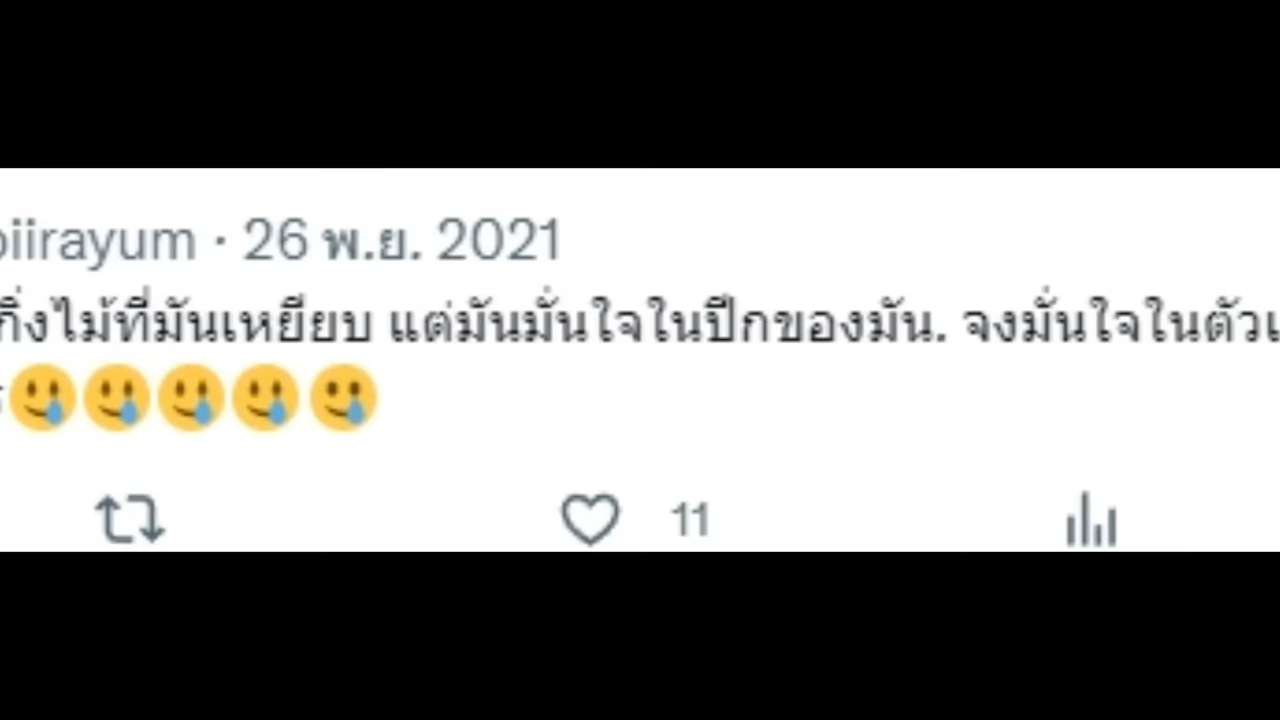 piirayum · 26 พ.ย. 2021
กิ่งไม้ที่มันเหยียบ แต่มันมั่นใจในปีกของมัน. จงมั่นใจในตัวเ
🥲🥲🥲🥲🥲
11